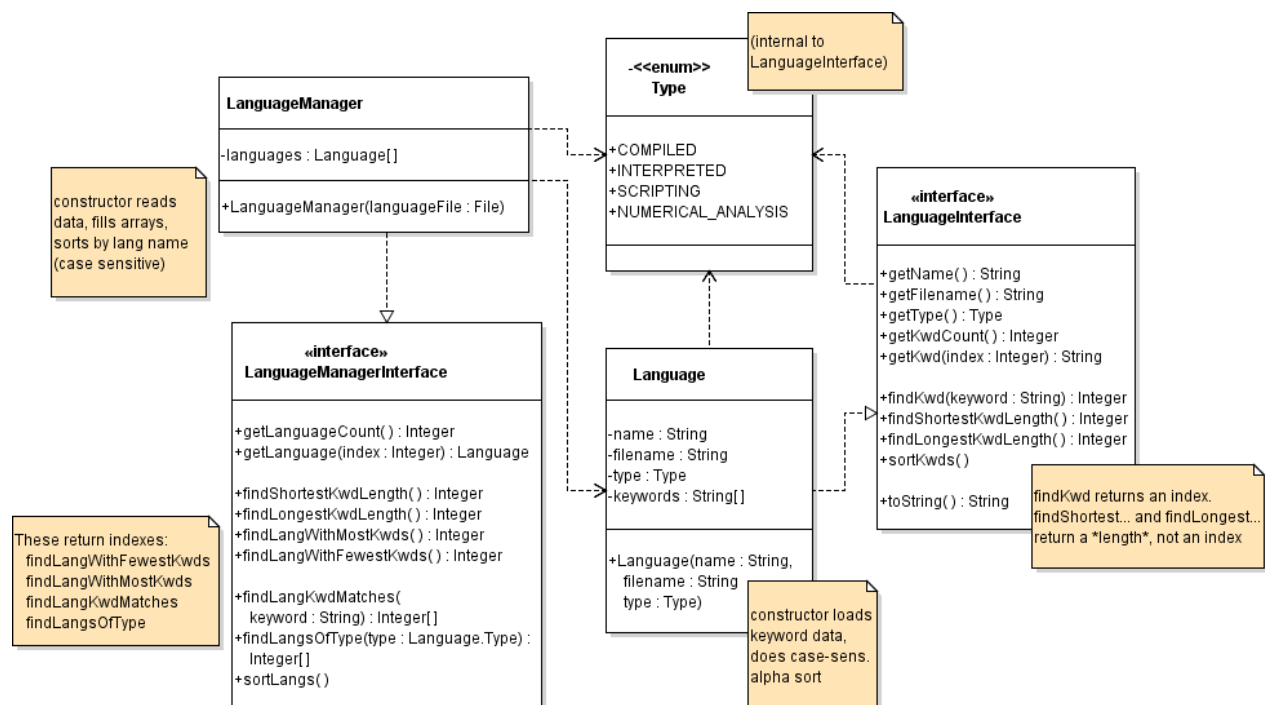 LanguageManager
-languages : Language[]
+LanguageManager(languageFile : File)
constructor reads
data, fills arrays,
sorts by lang name
(case sensitive)
«interface»
LanguageManagerInterface
+getLanguageCount() : Integer
+getLanguage(index : Integer) : Language
+findShortestKwdLength() : Integer
+findLongestKwdLength() : Integer
+findLangWithMostKwds() : Integer
+findLangWithFewestKwds() : Integer
+findLangKwdMatches(
keyword : String) : Integer[]
+findLangsOfType(type : Language.Type) :
Integer[]
+sortLangs()
These return indexes:
findLangWithFewestKwds
findLangWithMostKwds
findLangKwdMatches
findLangsOfType
-<<enum>>
Type
+COMPILED
+INTERPRETED
+SCRIPTING
+NUMERICAL_ANALYSIS
(internal to
LanguageInterface)
Language
-name : String
-filename : String
-type : Type
-keywords : String[]
+Language(name : String,
filename : String
type : Type)
constructor loads
keyword data,
does case-sens.
alpha sort
«interface»
LanguageInterface
+getName() : String
+getFilename() : String
+getType() : Type
+getKwdCount() : Integer
+getKwd(index : Integer) : String
+findKwd(keyword : String) : Integer
+findShortestKwdLength() : Integer
+findLongestKwdLength() : Integer
+sortKwds()
+toString() : String
findKwd returns an index.
findShortest... and findLongest...
return a *length*, not an index